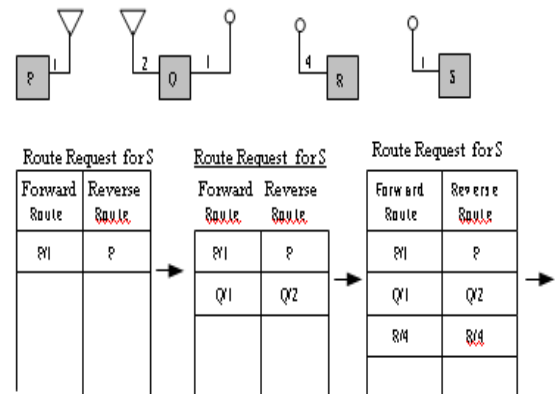 1 2 1 4 1
P Q R S
Route Request for S
Forward Route Reverse Route
P/1 P
Route Request for S
Forward Route Reverse Route
P/1 P
Q/1 Q/2
Route Request for S
Forward Route Reverse Route
P/1 P
Q/1 Q/2
R/4 R/4